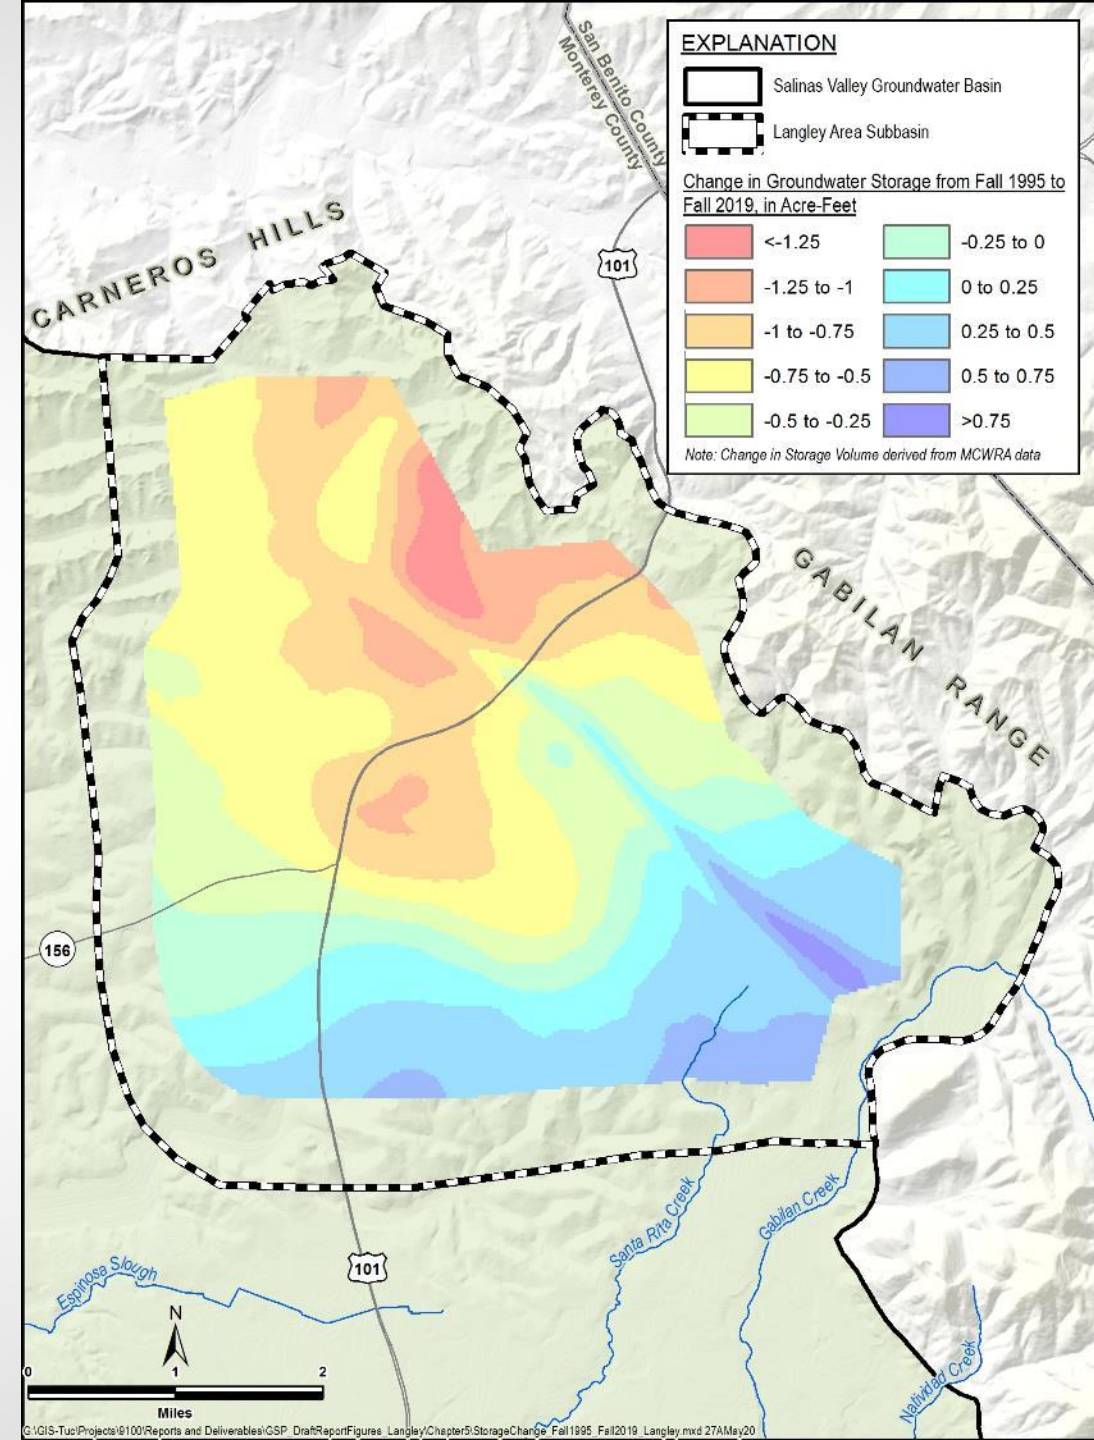 San Benito County
Monterey County
EXPLANATION
Salinas Valley Groundwater Basin
Langley Area Subbasin
Change in Groundwater Storage from Fall 1995 to
Fall 2019, in Acre-Feet
<-1.25
-0.25 to 0
-1.25 to -1
0 to 0.25
-1 to -0.75
0.25 to 0.5
-0.75 to -0.5
0.5 to 0.75
-0.5 to -0.25
>0.75
Note: Change in Storage Volume derived from MCWRA data
CARNEROS HILLS
101
GABILAN RANGE
156
Santa Rita Creek
Gabilan Creek
Espinosa Slough
101
Natividad Creek
N
0 1 2
Miles
G:\GIS-Tuc\Projects\9100\Reports and Deliverables\GSP_DraftReportFigures_Langley\Chapter5\StorageChange_Fall1995_Fall2019_Langley.mxd 27AMay20